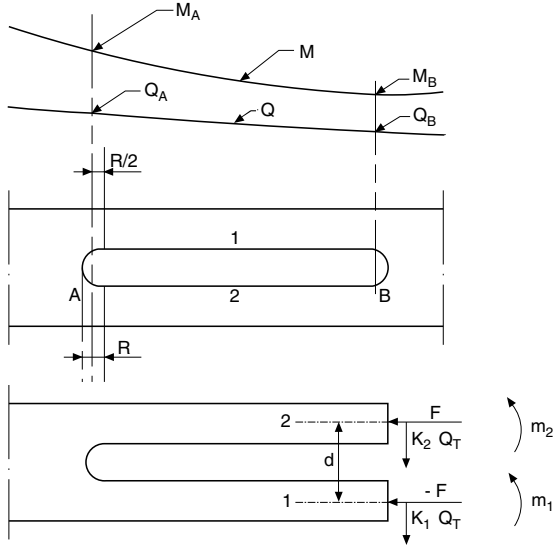 M_A
M
M_B
Q_A
Q
Q_B
R/2
1
A
2
B
R
2
F
K_2 Q_T
m_2
d
1
- F
K_1 Q_T
m_1